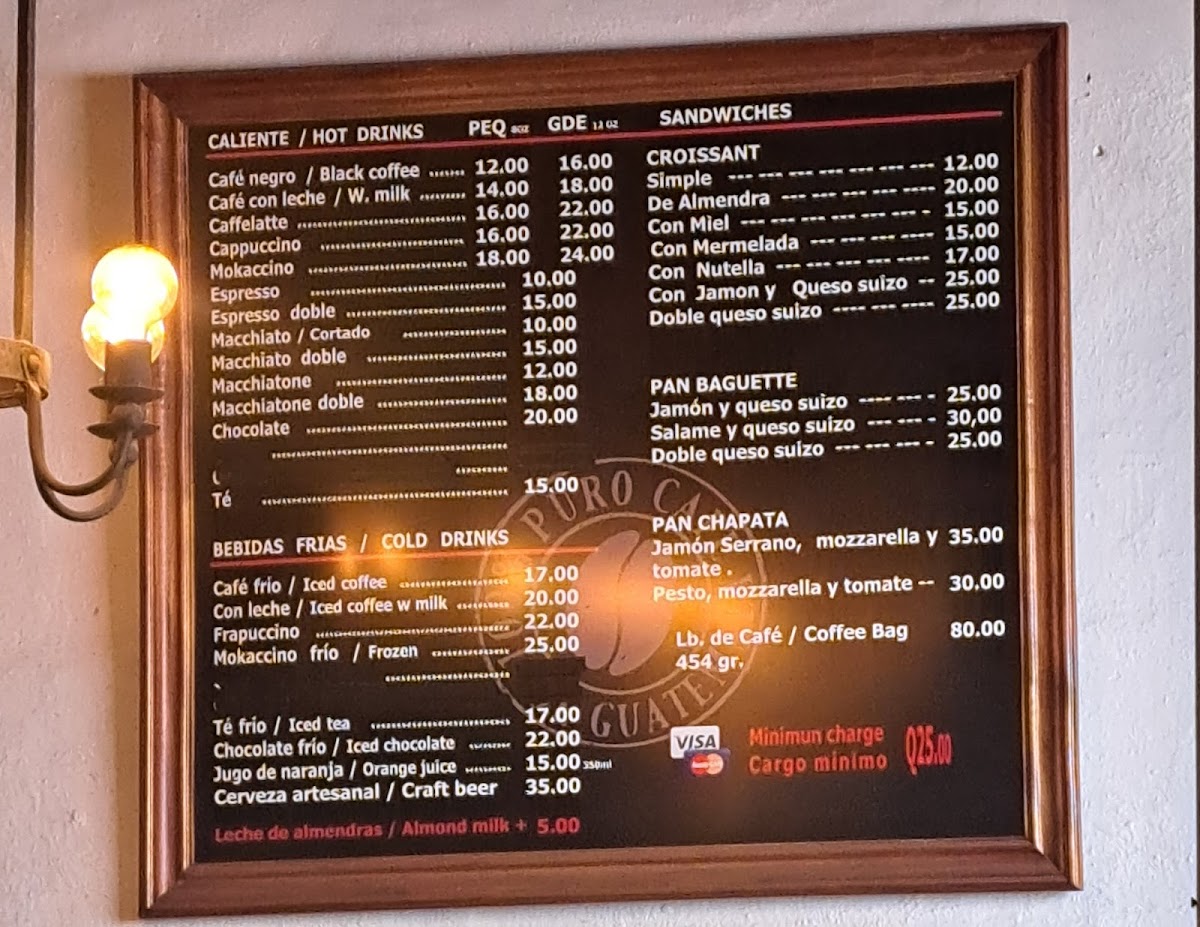 CALIENTE / HOT DRINKS PEQ 8OZ GDE 12 OZ
Café negro / Black coffee 12.00 16.00
Café con leche / W. milk 14.00 18.00
Caffelatte 16.00 22.00
Cappuccino 16.00 22.00
Mokaccino 18.00 24.00
Espresso 10.00
Espresso doble 15.00
Macchiato / Cortado 10.00
Macchiato doble 15.00
Macchiatone 12.00
Macchiatone doble 18.00
Chocolate 20.00
Té 15.00
BEBIDAS FRIAS / COLD DRINKS
Café frio / Iced coffee 17.00
Con leche / Iced coffee w milk 20.00
Frapuccino 22.00
Mokaccino frío / Frozen 25.00
Té frio / Iced tea 17.00
Chocolate frío / Iced chocolate 22.00
Jugo de naranja / Orange juice 15.00 350ml
Cerveza artesanal / Craft beer 35.00
Leche de almendras / Almond milk + 5.00
SANDWICHES
CROISSANT
Simple --- --- --- --- --- --- --- 12.00
De Almendra --- --- --- --- ---- 20.00
Con Miel --- --- --- --- --- --- - 15.00
Con Mermelada --- --- --- ---- 15.00
Con Nutella --- --- --- --- ---- 17.00
Con Jamon y Queso suizo -- 25.00
Doble queso suizo ---- --- ---- 25.00
PAN BAGUETTE
Jamón y queso suizo ---- --- - 25.00
Salame y queso suizo --- --- - 30,00
Doble queso suizo --- --- --- - 25.00
PAN CHAPATA
Jamón Serrano, mozzarella y 35.00
tomate .
Pesto, mozzarella y tomate -- 30.00
Lb. de Café / Coffee Bag 80.00
454 gr.
VISA
Minimun charge Q25.00
Cargo minimo
PURO